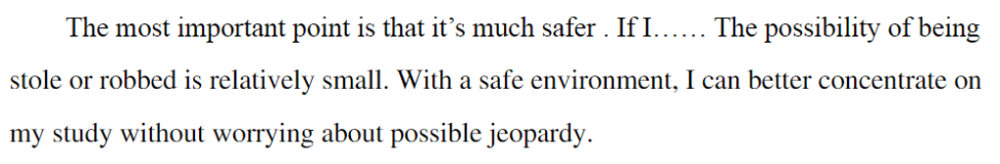 The most important point is that it’s much safer . If I…… The possibility of being
stole or robbed is relatively small. With a safe environment, I can better concentrate on
my study without worrying about possible jeopardy.